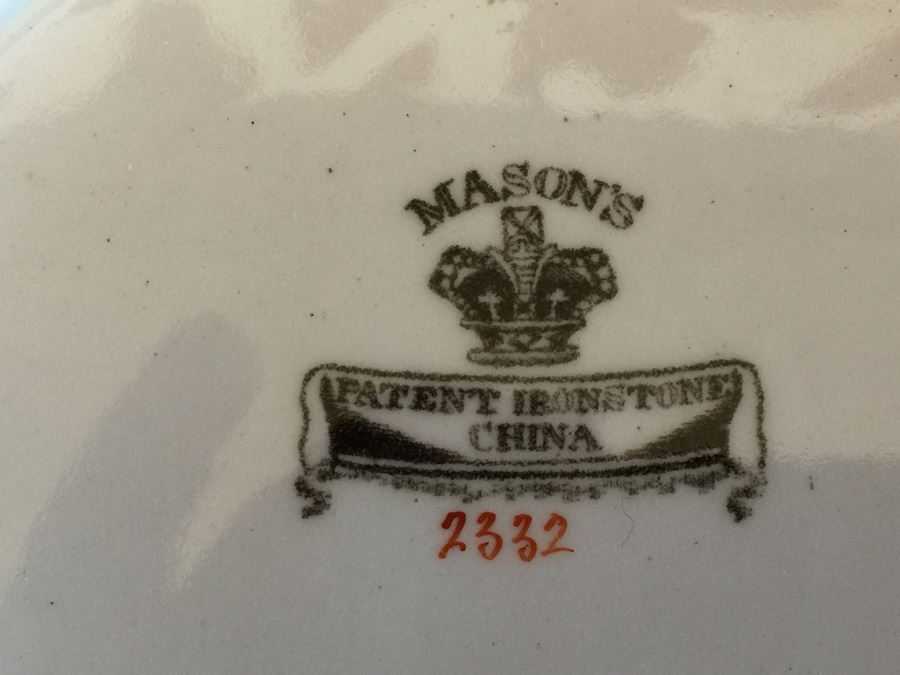 MASON'S
PATENT IRONSTONE
CHINA
2332